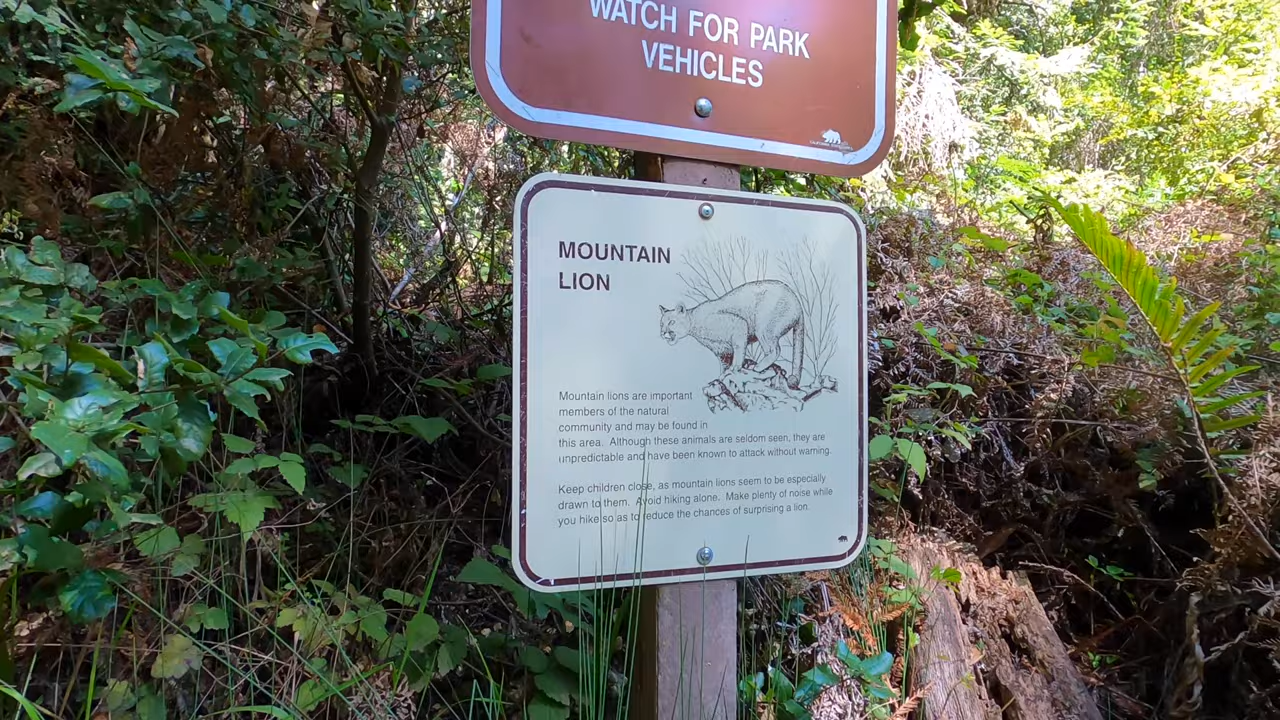 WATCH FOR PARK
VEHICLES
MOUNTAIN
LION
Mountain lions are important
members of the natural
community and may be found in
this area. Although these animals are seldom seen, they are
unpredictable and have been known to attack without warning.
Keep children close, as mountain lions seem to be especially
drawn to them. Avoid hiking alone. Make plenty of noise while
you hike so as to reduce the chances of surprising a lion.